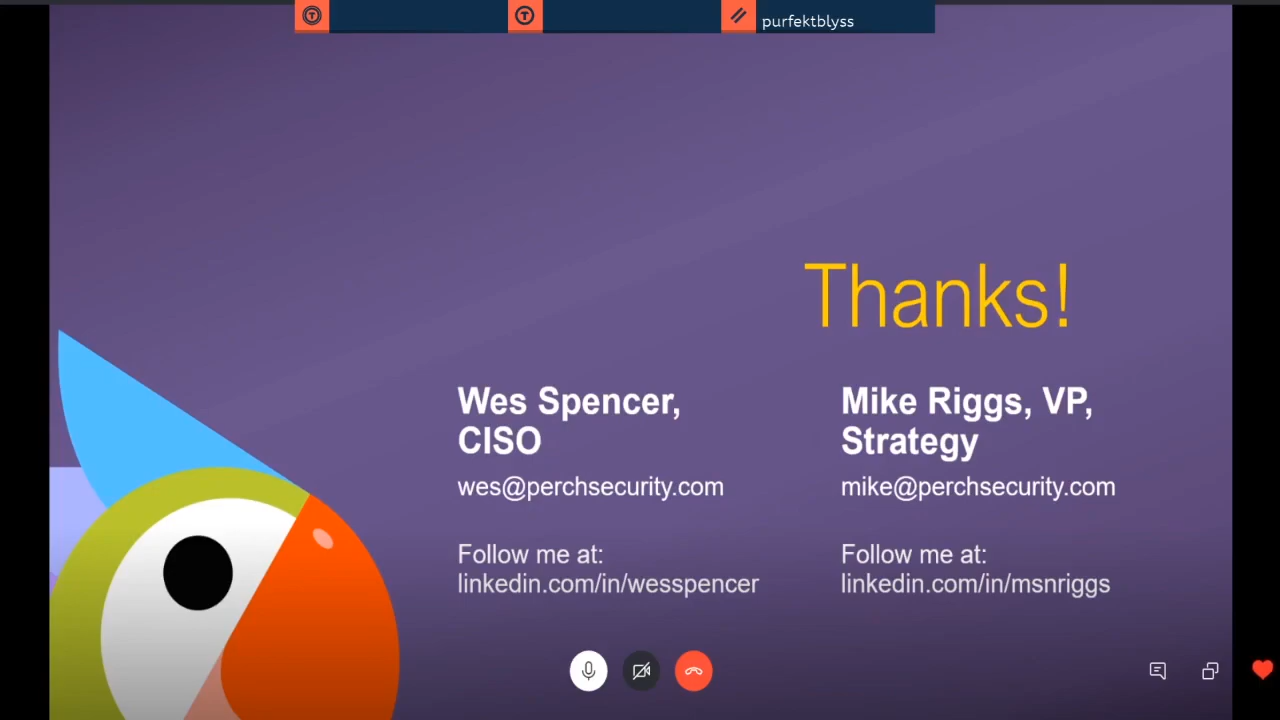 purfektblyss
Thanks!
Wes Spencer,
CISO
wes@perchsecurity.com
Follow me at:
linkedin.com/in/wesspencer
Mike Riggs, VP,
Strategy
mike@perchsecurity.com
Follow me at:
linkedin.com/in/msnriggs